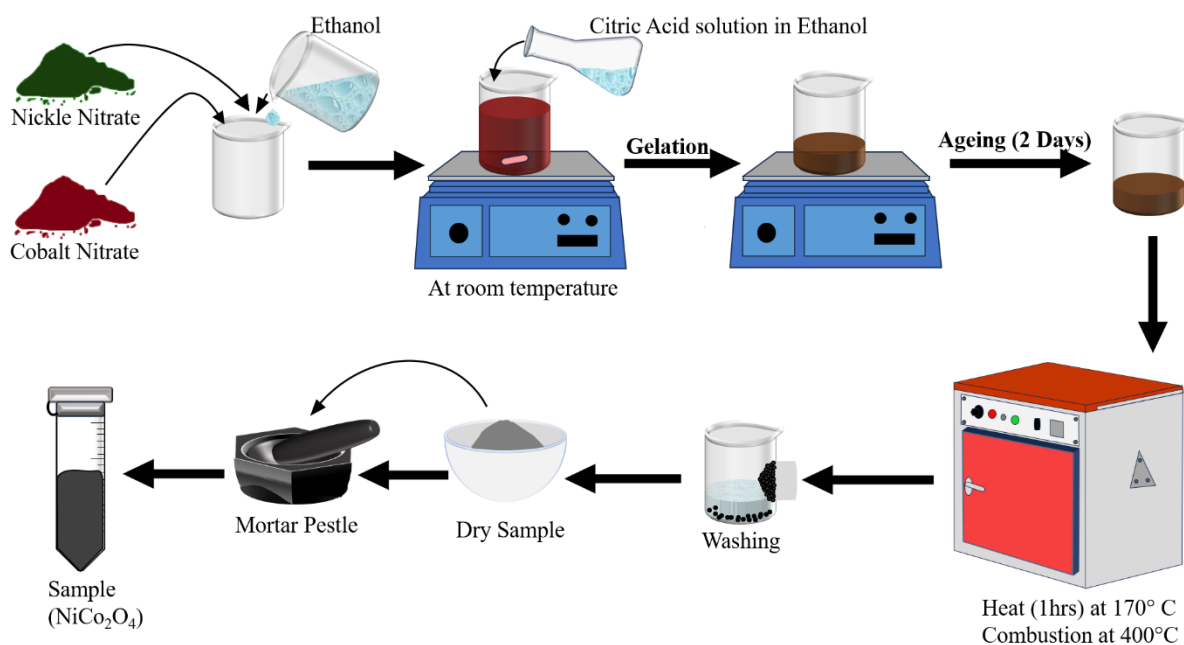 Ethanol
Citric Acid solution in Ethanol
Nickle Nitrate
Gelation
Ageing (2 Days)
Cobalt Nitrate
At room temperature
Mortar Pestle
Dry Sample
Washing
Sample
(NiCo₂O₄)
Heat (1hrs) at 170° C
Combustion at 400°C